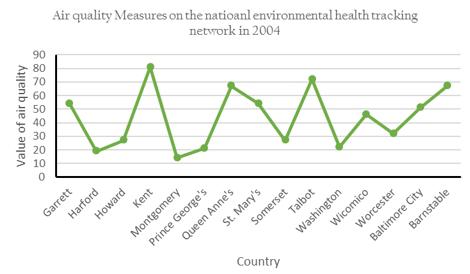 Air quality Measures on the natioanl environmental health tracking
network in 2004
Value of air quality
90
80
70
60
50
40
30
20
10
0
Garrett
Harford
Howard
Kent
Montgomery
Prince George's
Queen Anne's
St. Mary's
Somerset
Talbot
Washington
Wicomico
Worcester
Baltimore City
Barnstable
Country